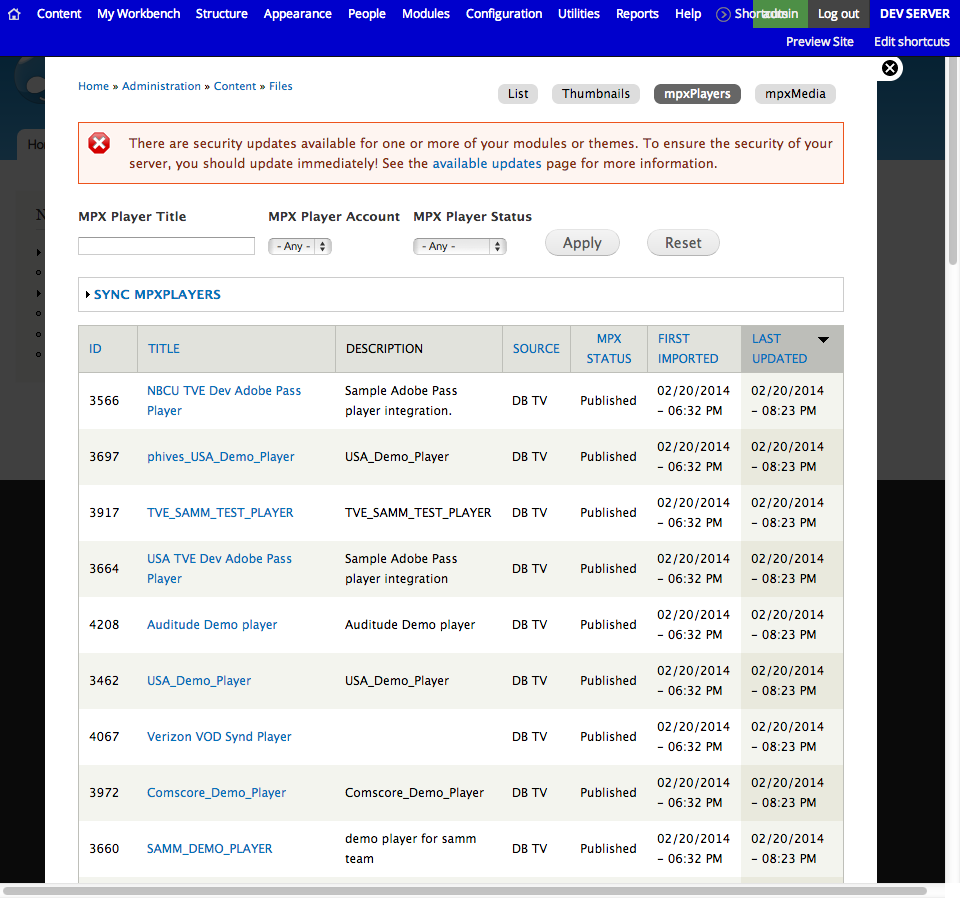 Content My Workbench Structure Appearance People Modules Configuration Utilities Reports Help Shortcuts admin Log out DEV SERVER
Preview Site Edit shortcuts
Home » Administration » Content » Files
List Thumbnails mpxPlayers mpxMedia
There are security updates available for one or more of your modules or themes. To ensure the security of your
server, you should update immediately! See the available updates page for more information.
MPX Player Title MPX Player Account MPX Player Status
- Any - - Any - Apply Reset
SYNC MPXPLAYERS
ID TITLE DESCRIPTION SOURCE MPX STATUS FIRST IMPORTED LAST UPDATED
3566 NBCU TVE Dev Adobe Pass Player Sample Adobe Pass player integration. DB TV Published 02/20/2014 - 06:32 PM 02/20/2014 - 08:23 PM
3697 phives_USA_Demo_Player USA_Demo_Player DB TV Published 02/20/2014 - 06:32 PM 02/20/2014 - 08:23 PM
3917 TVE_SAMM_TEST_PLAYER TVE_SAMM_TEST_PLAYER DB TV Published 02/20/2014 - 06:32 PM 02/20/2014 - 08:23 PM
3664 USA TVE Dev Adobe Pass Player Sample Adobe Pass player integration DB TV Published 02/20/2014 - 06:32 PM 02/20/2014 - 08:23 PM
4208 Auditude Demo player Auditude Demo player DB TV Published 02/20/2014 - 06:32 PM 02/20/2014 - 08:23 PM
3462 USA_Demo_Player USA_Demo_Player DB TV Published 02/20/2014 - 06:32 PM 02/20/2014 - 08:23 PM
4067 Verizon VOD Synd Player DB TV Published 02/20/2014 - 06:32 PM 02/20/2014 - 08:23 PM
3972 Comscore_Demo_Player Comscore_Demo_Player DB TV Published 02/20/2014 - 06:32 PM 02/20/2014 - 08:23 PM
3660 SAMM_DEMO_PLAYER demo player for samm team DB TV Published 02/20/2014 - 06:32 PM 02/20/2014 - 08:23 PM